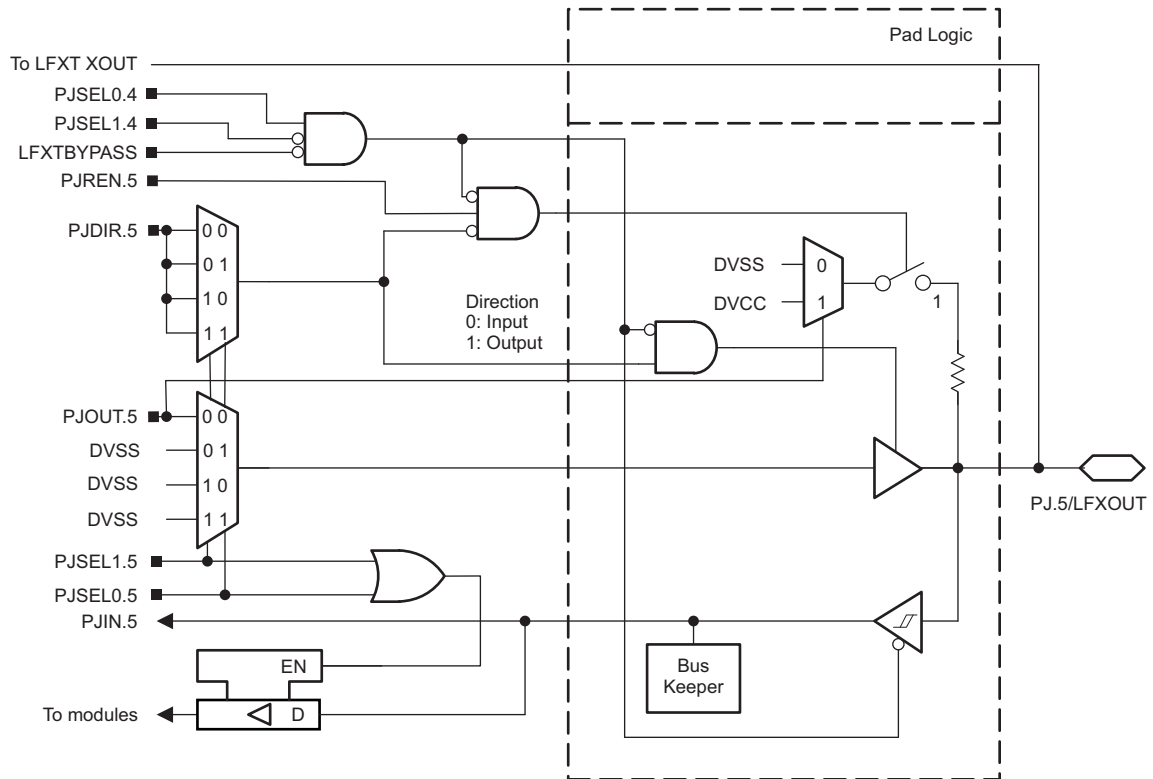 Pad Logic
To LFXT XOUT
PJSEL0.4
PJSEL1.4
LFXTBYPASS
PJREN.5
PJDIR.5
0 0
0 1
1 0
1 1
Direction
0: Input
1: Output
DVSS
0
DVCC
1
1
PJOUT.5
0 0
DVSS
0 1
DVSS
1 0
DVSS
1 1
PJ.5/LFXOUT
PJSEL1.5
PJSEL0.5
PJIN.5
Bus
Keeper
EN
To modules
D